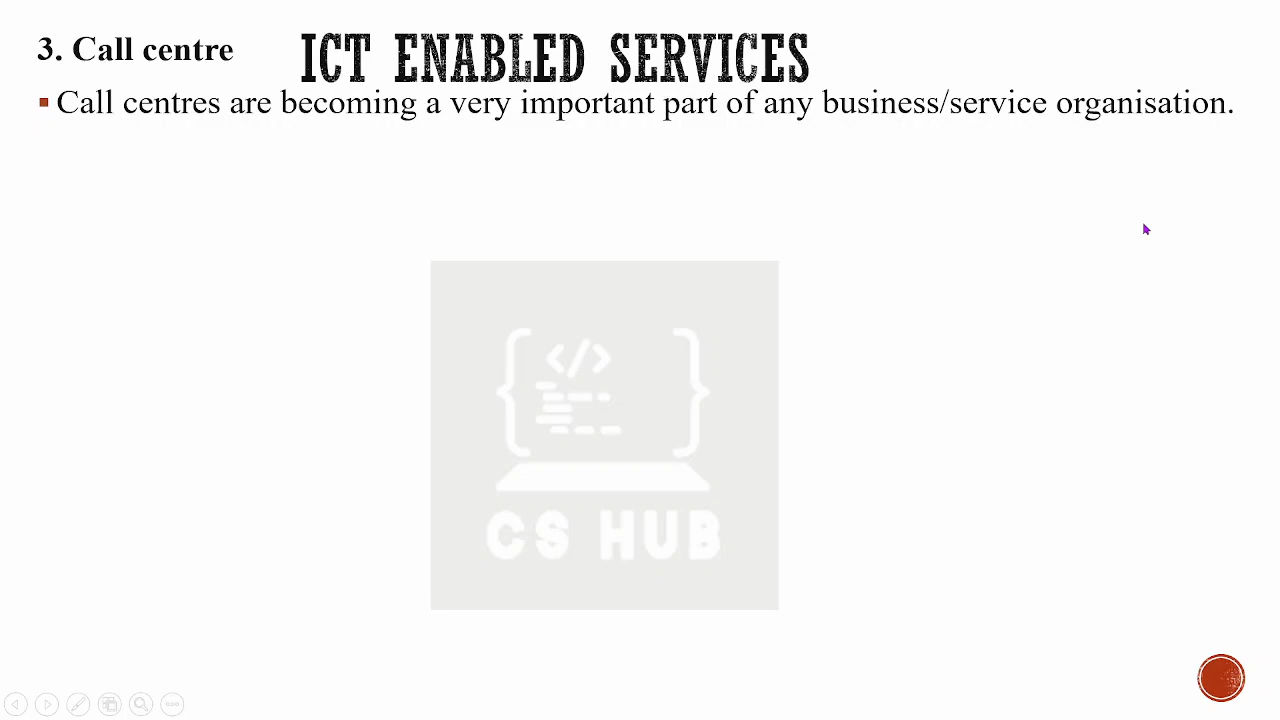 3. Call centre
ICT ENABLED SERVICES
▪ Call centres are becoming a very important part of any business/service organisation.
</>
CS HUB